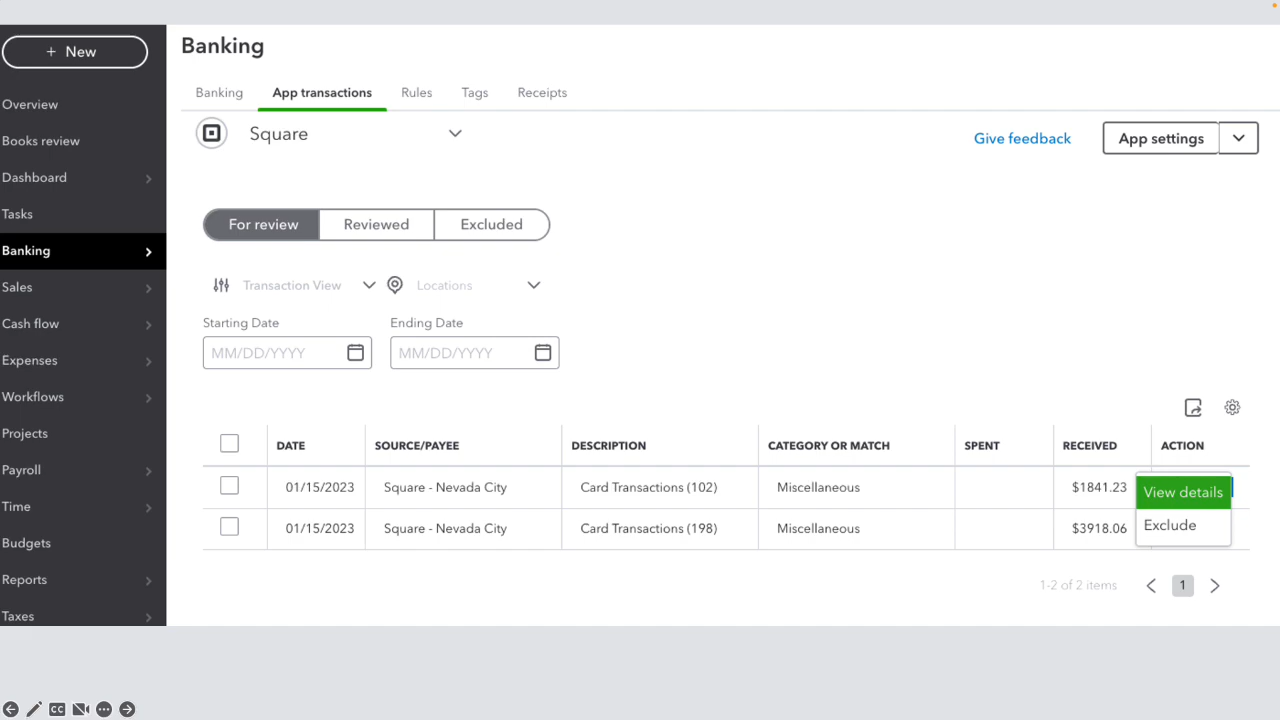 + New
Overview
Books review
Dashboard
Tasks
Banking
Sales
Cash flow
Expenses
Workflows
Projects
Payroll
Time
Budgets
Reports
Taxes
Banking
Banking App transactions Rules Tags Receipts
Square
Give feedback
App settings
For review Reviewed Excluded
Transaction View Locations
Starting Date Ending Date
MM/DD/YYYY MM/DD/YYYY
DATE SOURCE/PAYEE DESCRIPTION CATEGORY OR MATCH SPENT RECEIVED ACTION
01/15/2023 Square - Nevada City Card Transactions (102) Miscellaneous $1841.23 View details
Exclude
01/15/2023 Square - Nevada City Card Transactions (198) Miscellaneous $3918.06
1-2 of 2 items 1
CC